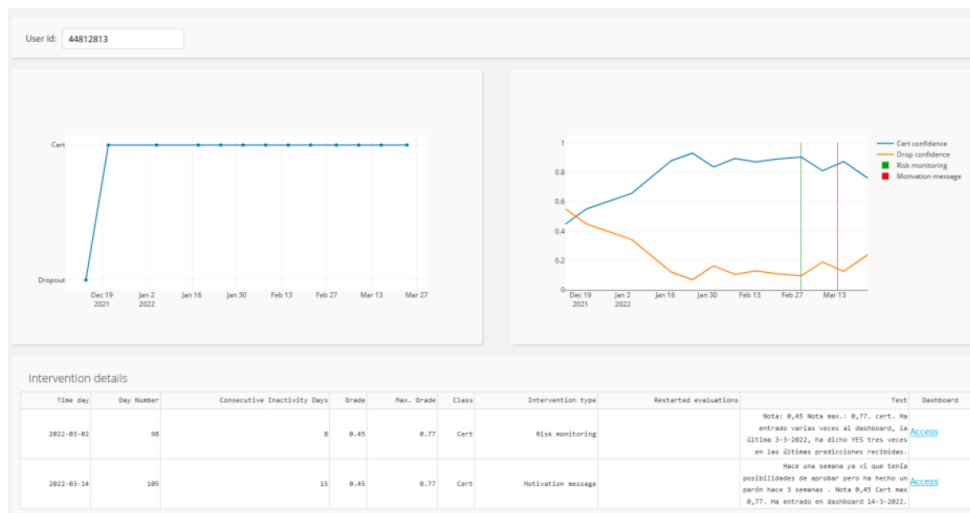 User Id: 44812813
Cert
Dropout
Dec 19 Jan 2 Jan 16 Jan 30 Feb 13 Feb 27 Mar 13 Mar 27
2021 2022
1
0.8
0.6
0.4
0.2
0
Dec 19 Jan 2 Jan 16 Jan 30 Feb 13 Feb 27 Mar 13
2021 2022
Cert confidence
Drop confidence
Risk monitoring
Motivation message
Intervention details
Time day Day Number Consecutive Inactivity Days Grade Max. Grade Class Intervention type Restarted evaluations Text Dashboard
Nota: 0,45 Nota max.: 0,77. cert. Ha
entrado varias veces al dashboard, la
última 3-3-2022, ha dicho YES tres veces
en las últimas predicciones recibidas.
2022-03-02 8 0.45 0.77 Cert Risk monitoring Access
Hace una semana ya vi que tenía
posibilidades de aprobar pero ha hecho un
parón hace 3 semanas . Nota 0,45 Cert max
0,77. Ha entrado en dashboard 14-3-2022.
2022-03-14 105 15 0.45 0.77 Cert Motivation message Access